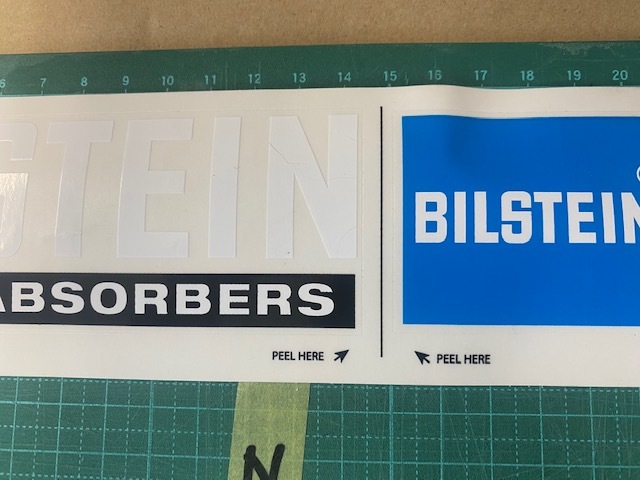 6 7 8 9 10 11 12 13 14 15 16 17 18 19 20
STEIN
ABSORBERS
PEEL HERE
BILSTEIN
PEEL HERE
N